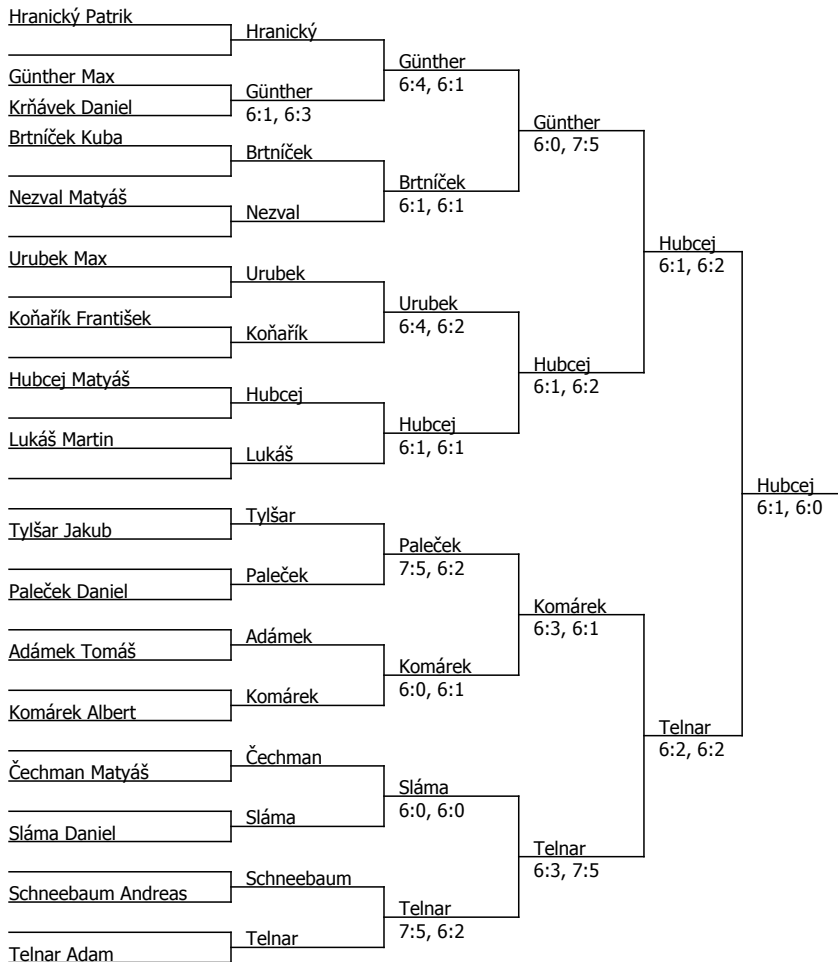 Hranický Patrik
Hranický
Günther
6:4, 6:1
Günther Max
Günther
6:1, 6:3
Krňávek Daniel
Günther
6:0, 7:5
Brtníček Kuba
Brtníček
Brtníček
6:1, 6:1
Nezval Matyáš
Nezval
Hubcej
6:1, 6:2
Urubek Max
Urubek
Urubek
6:4, 6:2
Koňařík František
Koňařík
Hubcej
6:1, 6:2
Hubcej Matyáš
Hubcej
Hubcej
6:1, 6:1
Lukáš Martin
Lukáš
Hubcej
6:1, 6:0
Tylšar
Tylšar Jakub
Paleček
7:5, 6:2
Paleček
Paleček Daniel
Komárek
6:3, 6:1
Adámek
Adámek Tomáš
Komárek
6:0, 6:1
Komárek
Komárek Albert
Telnar
6:2, 6:2
Čechman
Čechman Matyáš
Sláma
6:0, 6:0
Sláma
Sláma Daniel
Telnar
6:3, 7:5
Schneebaum
Schneebaum Andreas
Telnar
7:5, 6:2
Telnar
Telnar Adam